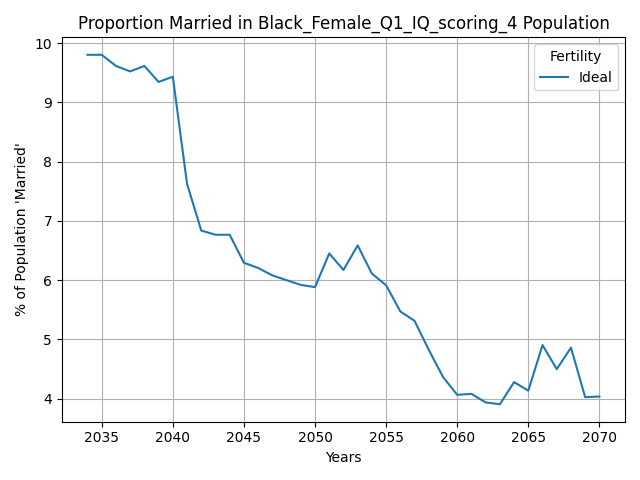 Proportion Married in Black_Female_Q1_IQ_scoring_4 Population
Fertility
Ideal
% of Population 'Married'
10
9
8
7
6
5
4
2035 2040 2045 2050 2055 2060 2065 2070
Years